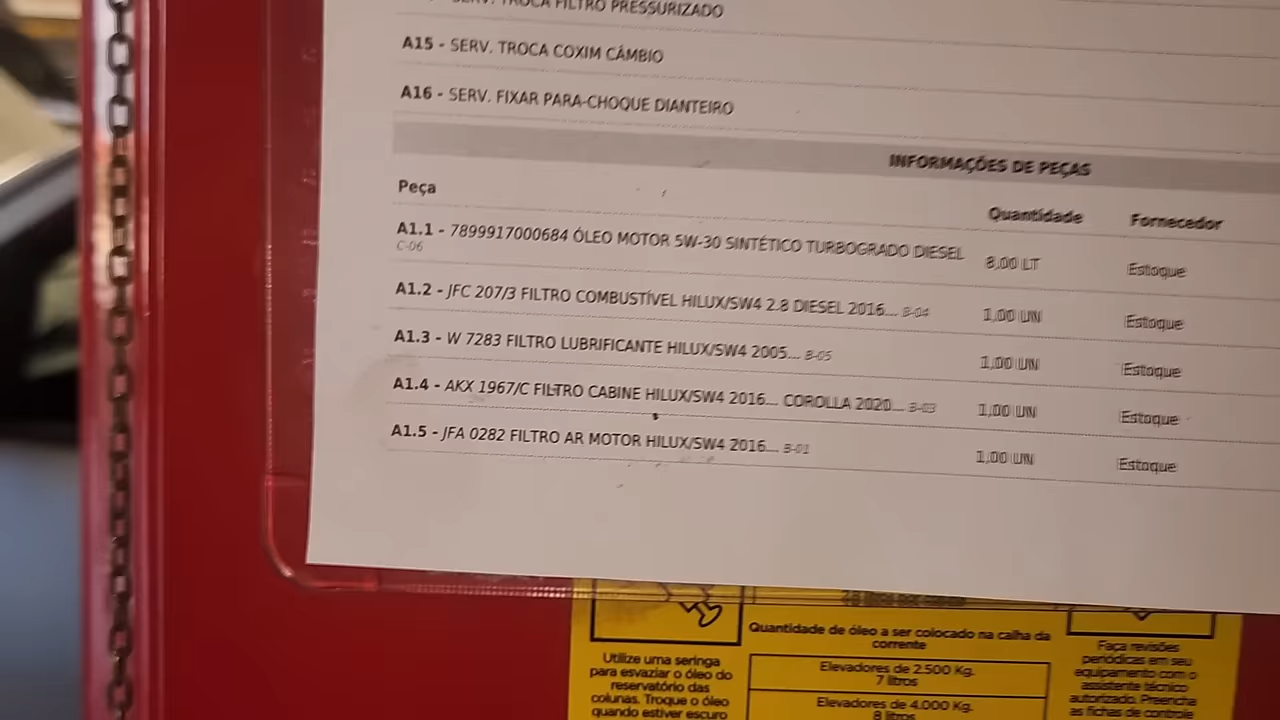 SERV. TROCA FILTRO PRESSURIZADO
A15 - SERV. TROCA COXIM CÂMBIO
A16 - SERV. FIXAR PARA-CHOQUE DIANTEIRO
INFORMAÇÕES DE PEÇAS
Peça Quantidade Fornecedor
A1.1 - 7899917000684 ÓLEO MOTOR 5W-30 SINTÉTICO TURBOGRADO DIESEL 8,00 LT Estoque
C-06
A1.2 - JFC 207/3 FILTRO COMBUSTÍVEL HILUX/SW4 2.8 DIESEL 2016... B-04 1,00 UN Estoque
A1.3 - W 7283 FILTRO LUBRIFICANTE HILUX/SW4 2005... B-05 1,00 UN Estoque
A1.4 - AKX 1967/C FILTRO CABINE HILUX/SW4 2016... COROLLA 2020... B-03 1,00 UN Estoque
A1.5 - JFA 0282 FILTRO AR MOTOR HILUX/SW4 2016... B-01 1,00 UN Estoque
Utilize uma seringa
para esvaziar o óleo do
reservatório das
colunas. Troque o óleo
quando estiver escuro
Quantidade de óleo a ser colocado na calha da
corrente
Elevadores de 2.500 Kg.
7 litros
Elevadores de 4.000 Kg.
8 litros
Faça revisões
periódicas em seu
equipamento com o
assistente técnico
autorizado. Preencha
as fichas de controle